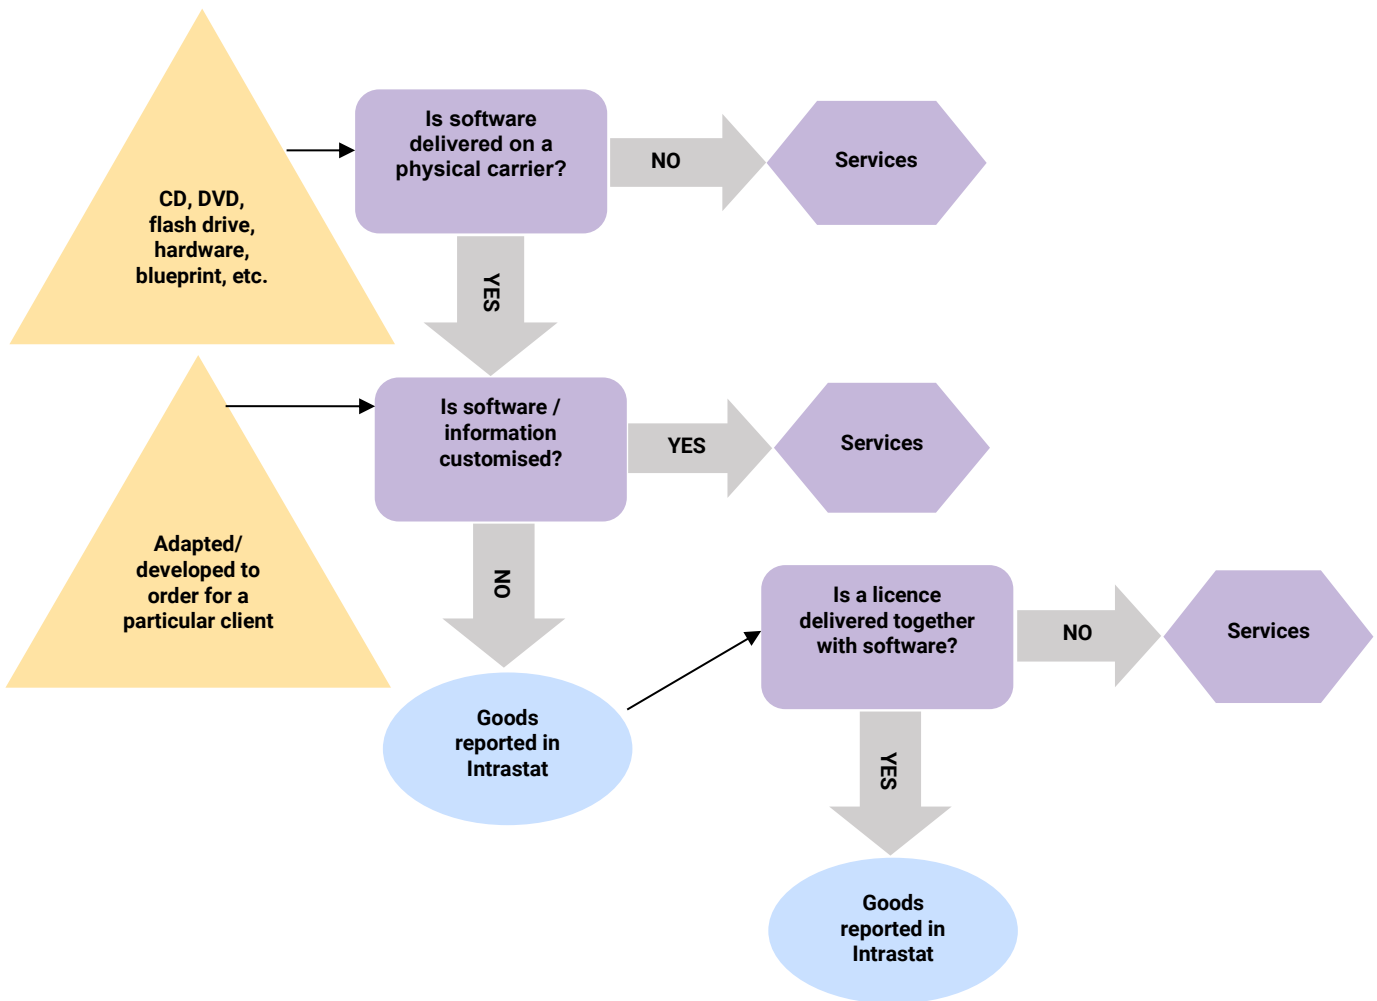 Is software
delivered on a
physical carrier?
NO
Services
CD, DVD,
flash drive,
hardware,
blueprint, etc.
YES
Is software /
information
customised?
YES
Services
Adapted/
developed to
order for a
particular client
NO
Is a licence
delivered together
with software?
NO
Services
Goods
reported in
Intrastat
YES
Goods
reported in
Intrastat